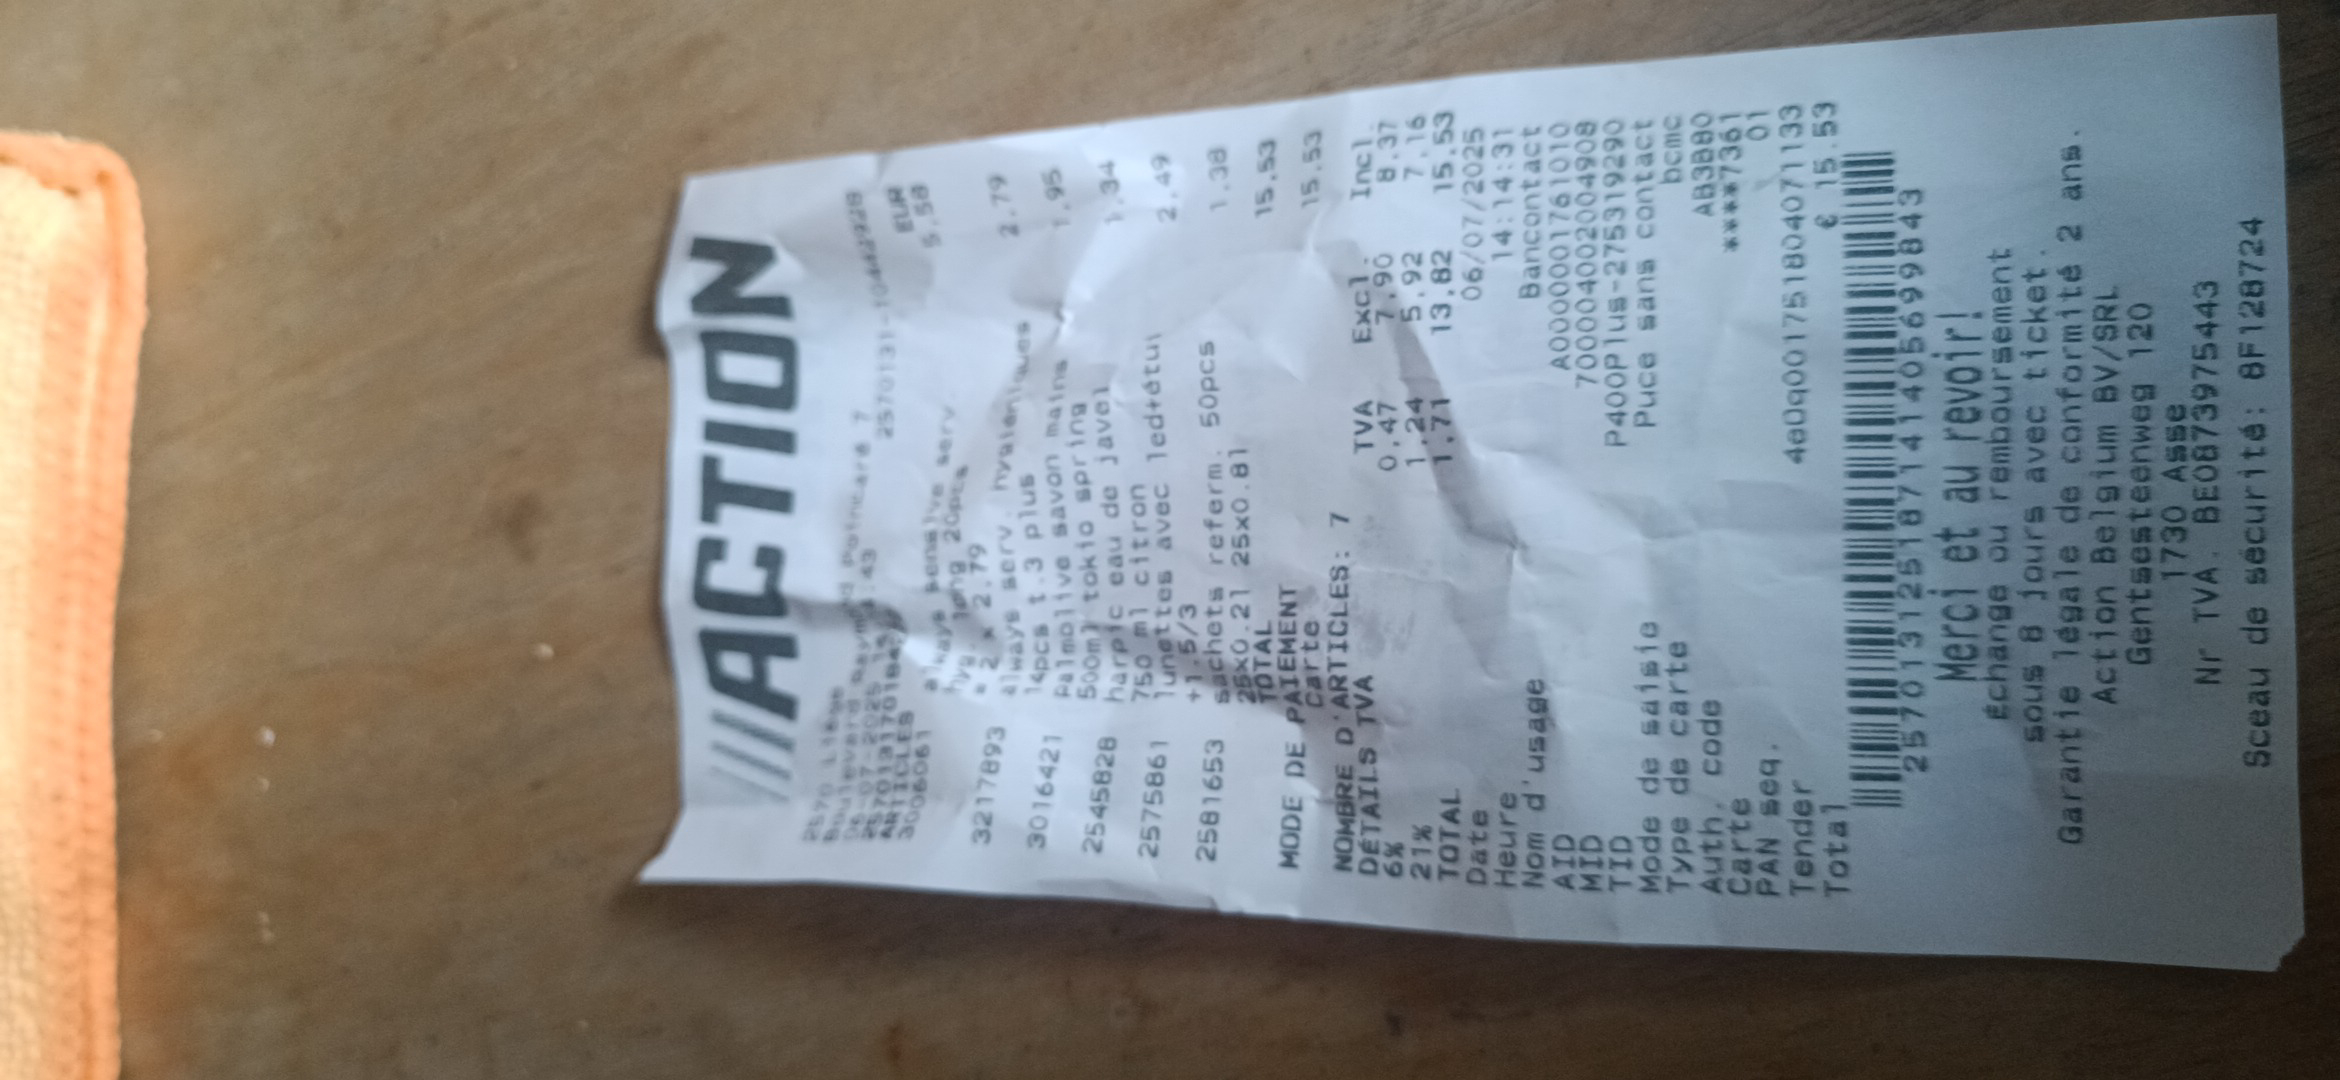 ACTION
2570 Liège
Boulevard Raymond Poincaré 7
06-07-2025 14 :43
ARTICLES EUR
3006061 always sensive serv. 5.58
hyg. long 20pcs
* 2 x 2.79
3217893 always serv. hygieniques 2.79
14pcs t.3 plus
3016421 palmolive savon mains 1.95
500ml tokio spring
2545828 harpic eau de javel 1.34
750 ml citron
2575861 lunettes avec led+étui 2.49
+1.5/3
2581653 sachets referm. 50pcs 1.38
25x0.21 25x0.81
TOTAL 15.53
MODE DE PAIEMENT
Carte 15.53
NOMBRE D'ARTICLES: 7
DÉTAILS TVA TVA Excl. Incl.
6% 0.47 7.90 8.37
21% 1.24 5.92 7.16
TOTAL 1.71 13.82 15.53
Date 06/07/2025
Heure 14:14:31
Nom d'usage Bancontact
AID
MID
TID P400Plus-275319290
Mode de saisie Puce sans contact
Type de carte bcmc
Auth. code AB3B80
Carte ****7361
PAN seq. 01
Tender
Total € 15.53
2570131251871414056998​43
Merci et au revoir!
Échange ou remboursement
sous 8 jours avec ticket.
Garantie légale de conformité 2 ans.
Action Belgium BV/SRL
Gentsesteenweg 120
1730 Asse
Nr TVA. BE0873975443
Sceau de sécurité: 8F128724